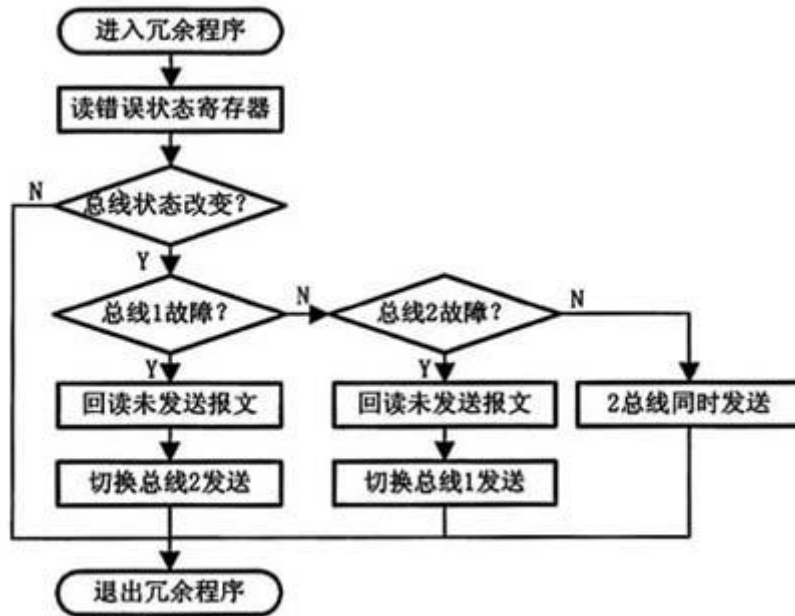 进入冗余程序
读错误状态寄存器
N
总线状态改变?
Y
总线1故障?
N
总线2故障?
N
Y
Y
回读未发送报文
回读未发送报文
2总线同时发送
切换总线2发送
切换总线1发送
退出冗余程序